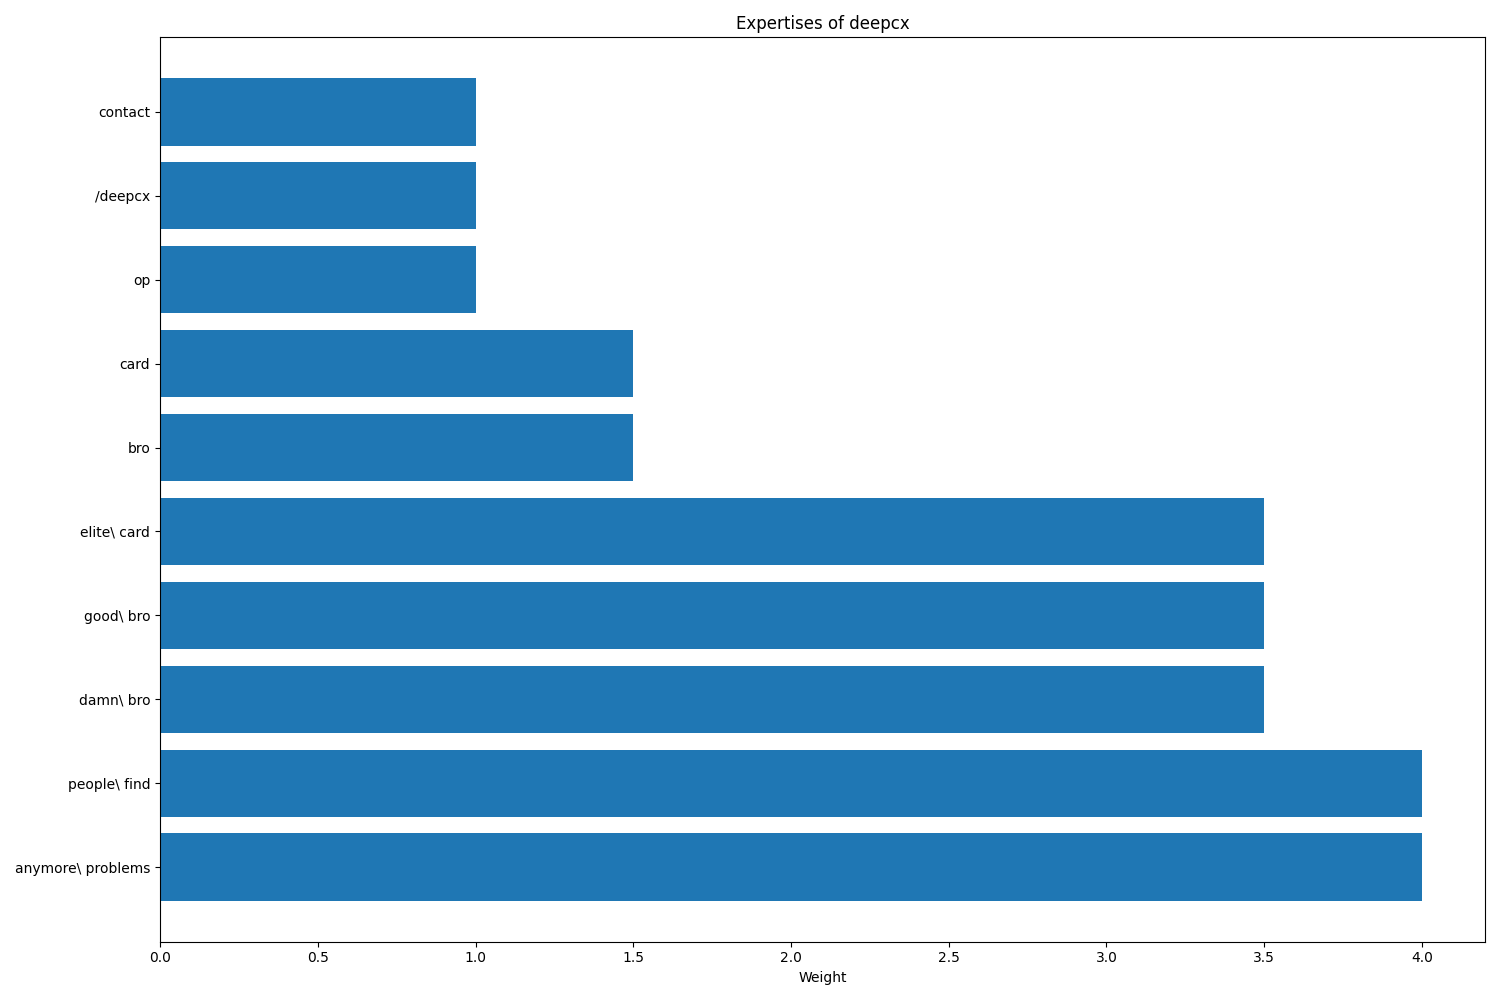 Expertises of deepcx
contact
/deepcx
op
card
bro
elite\ card
good\ bro
damn\ bro
people\ find
anymore\ problems
0.0 0.5 1.0 1.5 2.0 2.5 3.0 3.5 4.0
Weight